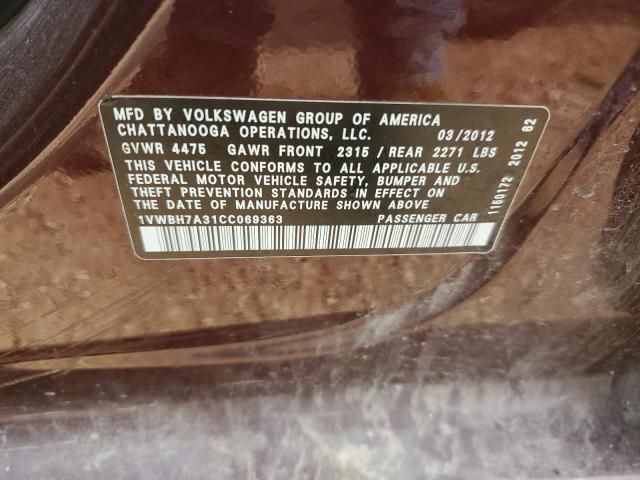 MFD BY VOLKSWAGEN GROUP OF AMERICA
CHATTANOOGA OPERATIONS, LLC. 03/2012
GVWR 4475 GAWR FRONT 2315 / REAR 2271 LBS
THIS VEHICLE CONFORMS TO ALL APPLICABLE U.S.
FEDERAL MOTOR VEHICLE SAFETY, BUMPER AND
THEFT PREVENTION STANDARDS IN EFFECT ON
THE DATE OF MANUFACTURE SHOWN ABOVE
1VWBH7A31CC069363 PASSENGER CAR
1160172 2012 62